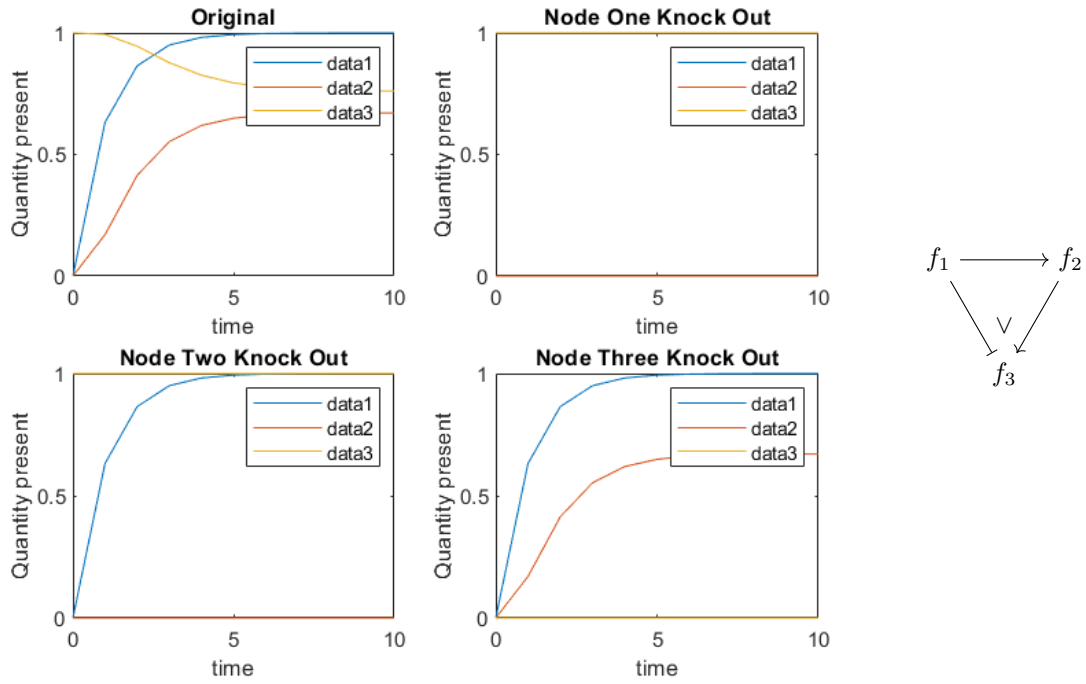 Original
Quantity present
1
0.5
0
0
5
10
time
data1
data2
data3
Node One Knock Out
Quantity present
1
0.5
0
0
5
10
time
data1
data2
data3
Node Two Knock Out
Quantity present
1
0.5
0
0
5
10
time
data1
data2
data3
Node Three Knock Out
Quantity present
1
0.5
0
0
5
10
time
data1
data2
data3
f₁ f₂
∨
f₃